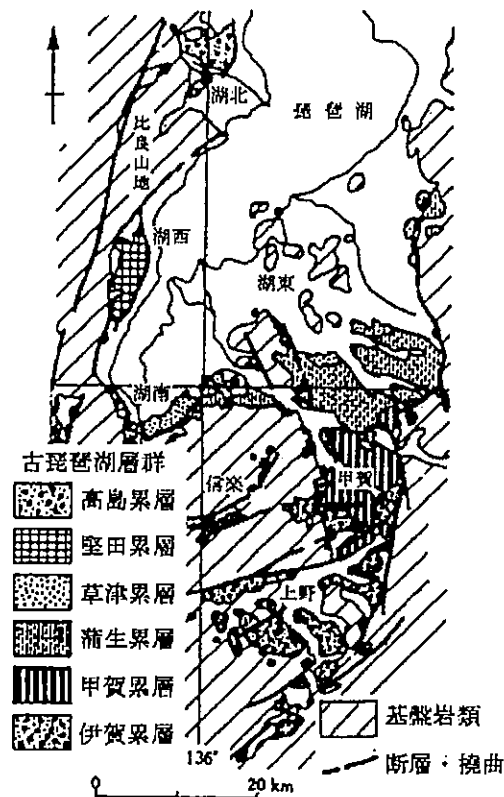 湖北
琵琶湖
比良山地
湖西
湖東
湖南
古琵琶湖層群
高島累層
信楽
甲賀
堅田累層
草津累層
上野
蒲生累層
甲賀累層
基盤岩類
伊賀累層
136°
断層・撓曲
0
20 km